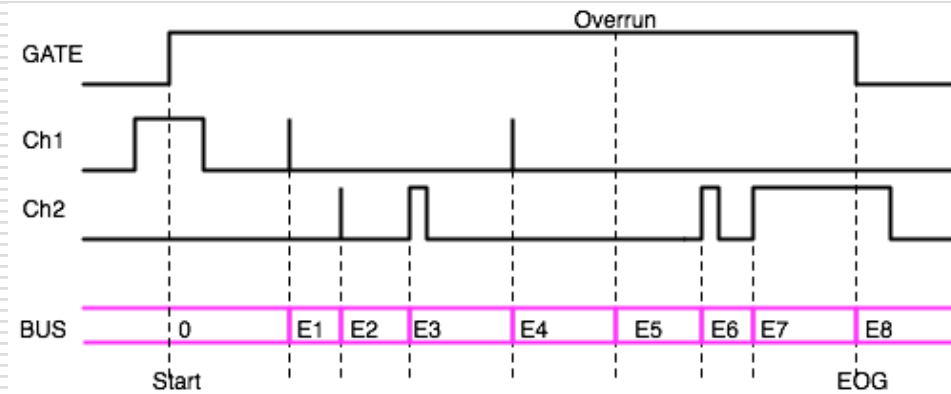 Overrun
GATE
Ch1
Ch2
BUS 0 E1 E2 E3 E4 E5 E6 E7 E8
Start EOG